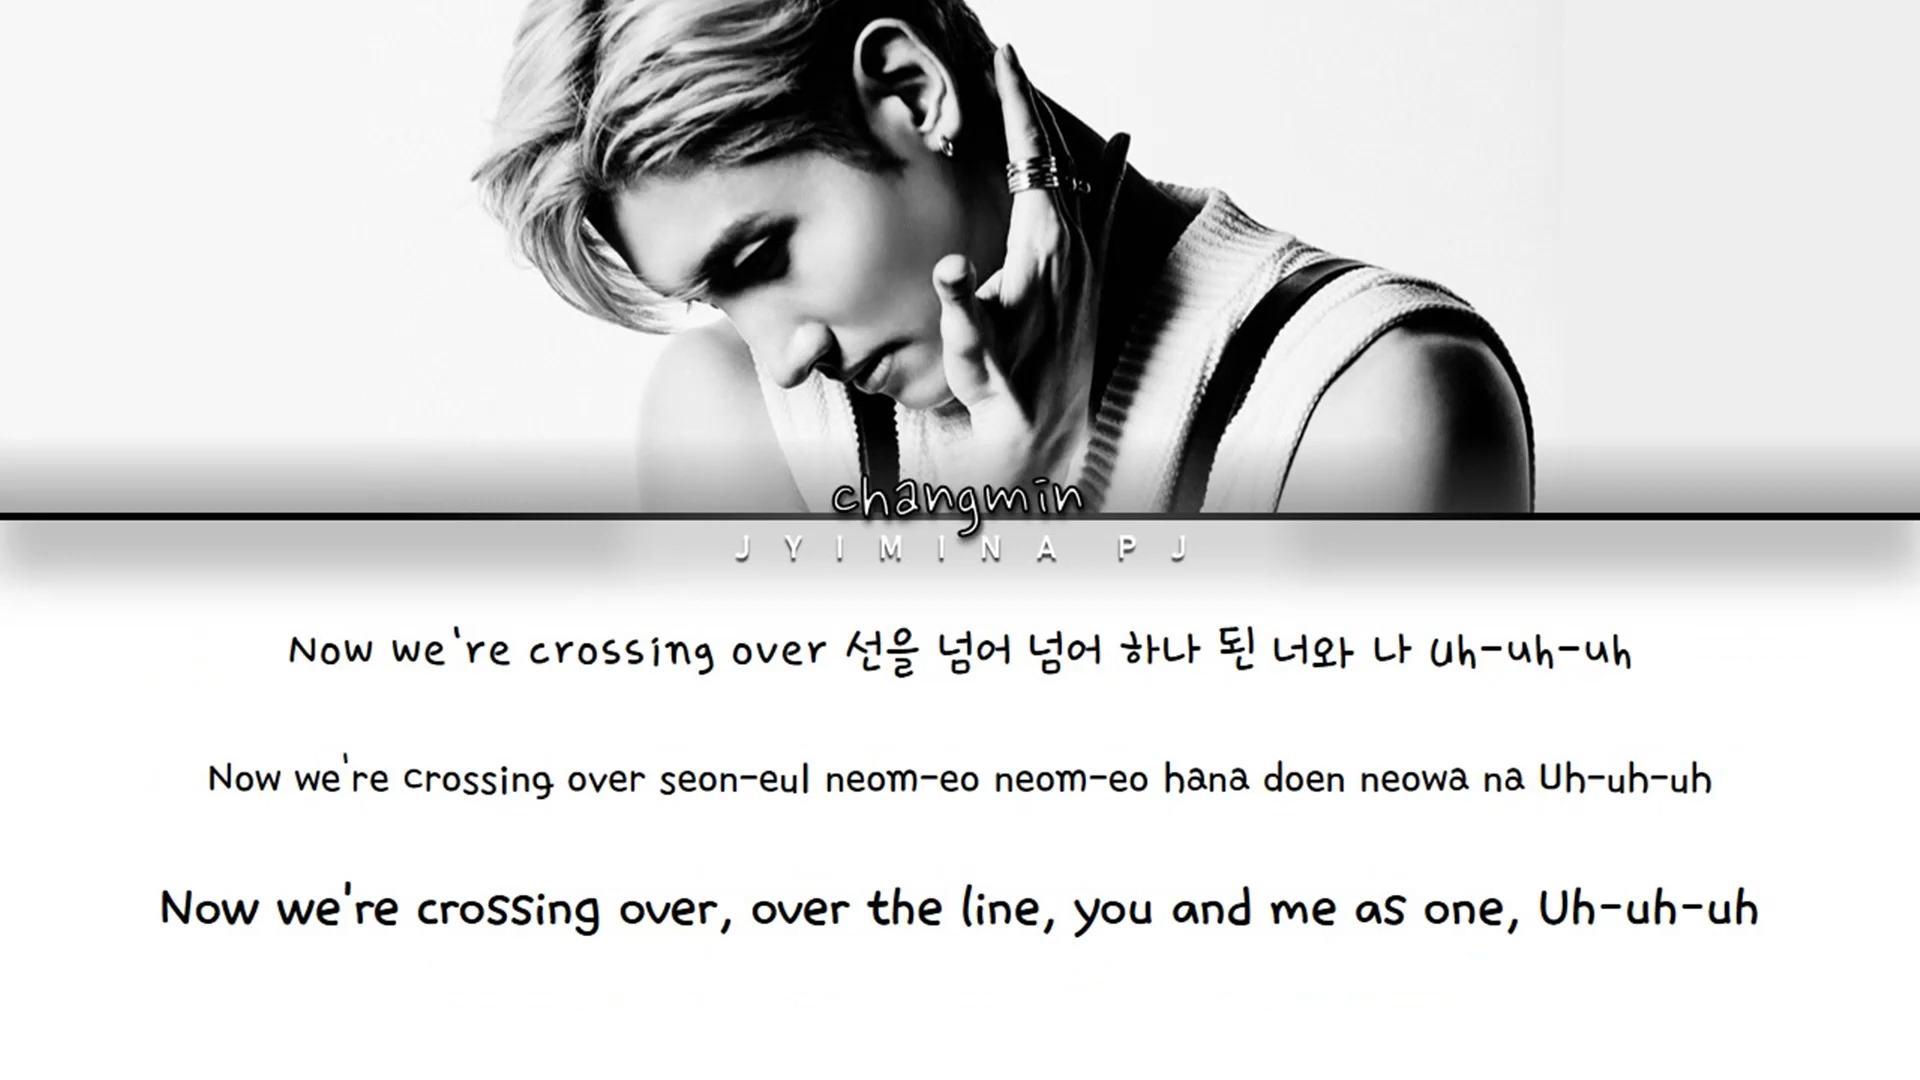 changmin
JYIMINA PJ
Now we're crossing over 선을 넘어 넘어 하나 된 너와 나 Uh-uh-uh
Now we're crossing over seon-eul neom-eo neom-eo hana doen neowa na Uh-uh-uh
Now we're crossing over, over the line, you and me as one, Uh-uh-uh